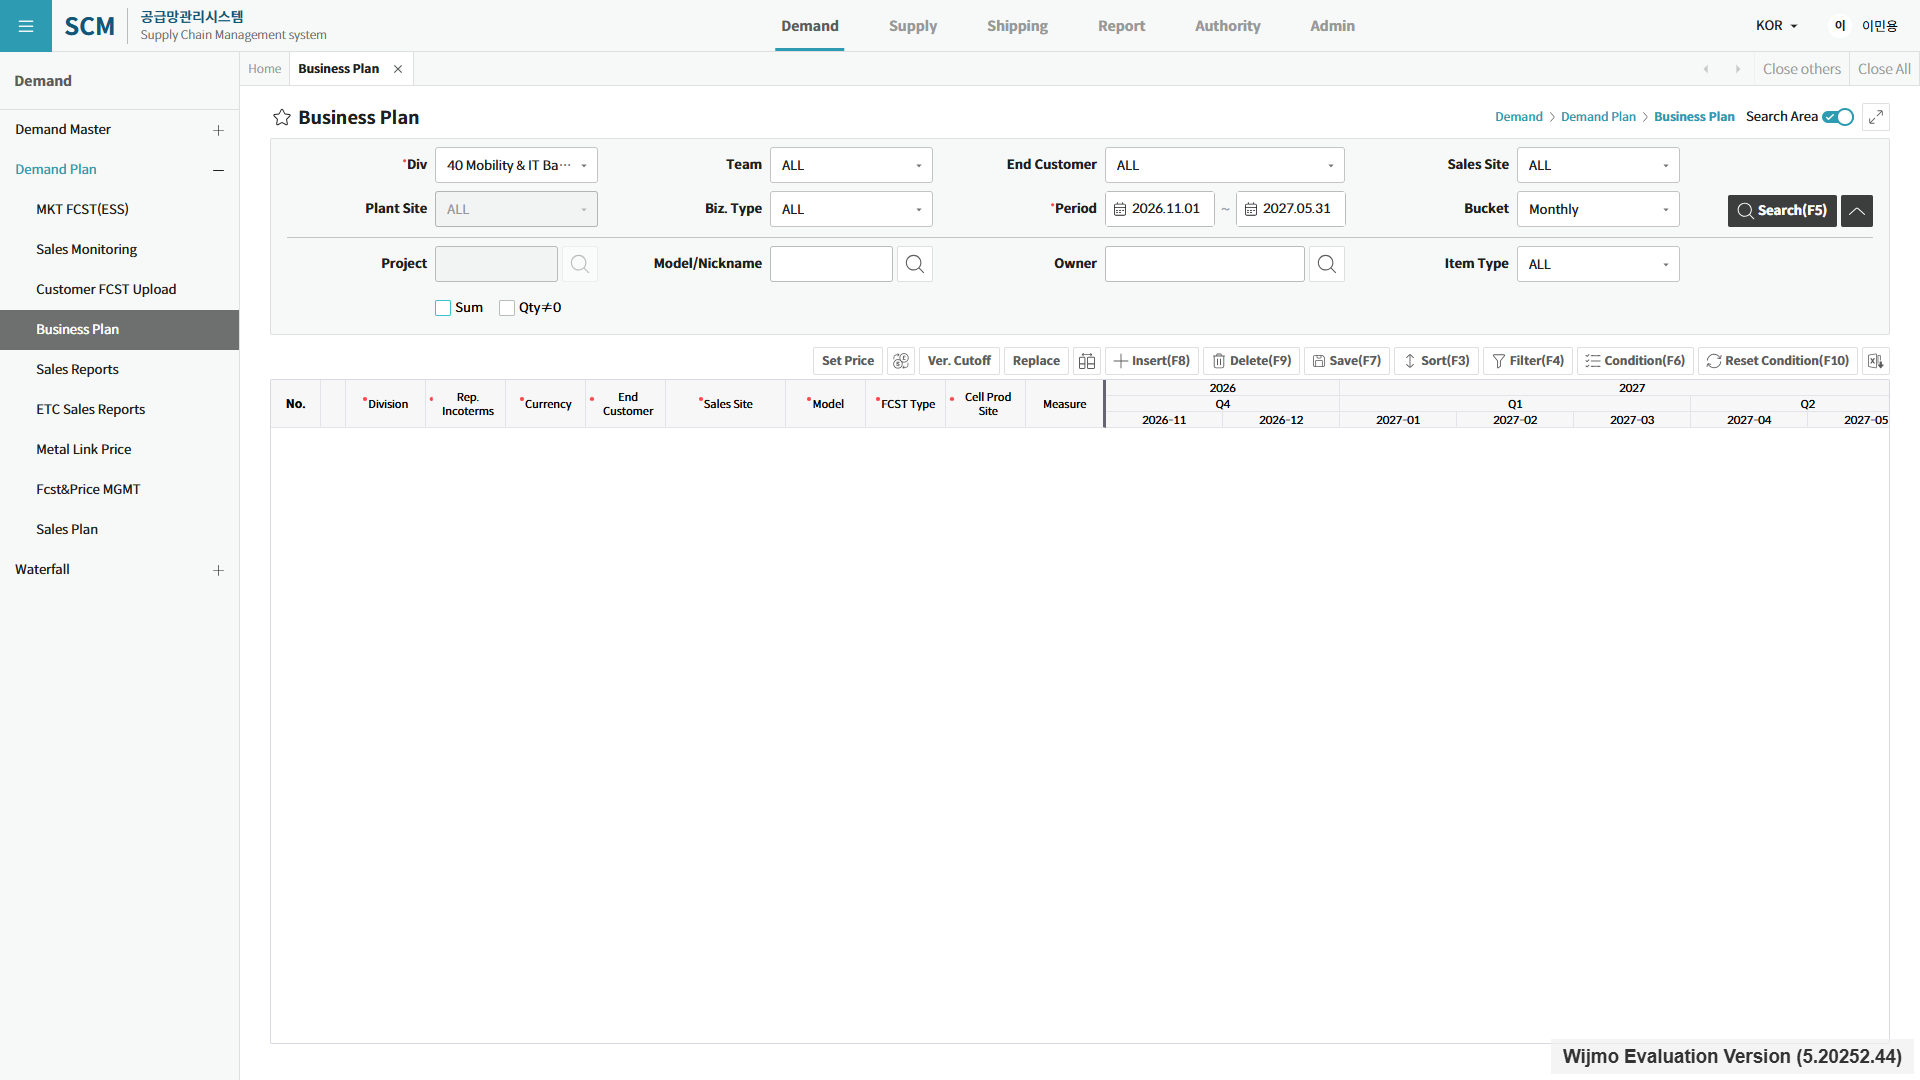 SCM
공급망관리시스템
Supply Chain Management system
Demand
Supply
Shipping
Report
Authority
Admin
KOR
이
이민용
Demand
Home
Business Plan
Close others
Close All
Demand Master
Demand Plan
MKT FCST(ESS)
Sales Monitoring
Customer FCST Upload
Business Plan
Sales Reports
ETC Sales Reports
Metal Link Price
Fcst&Price MGMT
Sales Plan
Waterfall
Business Plan
Demand > Demand Plan > Business Plan
Search Area
*Div 40 Mobility & IT Ba···
Team ALL
End Customer ALL
Sales Site ALL
Plant Site ALL
Biz. Type ALL
*Period 2026.11.01 ~ 2027.05.31
Bucket Monthly
Search(F5)
Project
Model/Nickname
Owner
Item Type ALL
Sum
Qty≠0
Set Price
Ver. Cutoff
Replace
Insert(F8)
Delete(F9)
Save(F7)
Sort(F3)
Filter(F4)
Condition(F6)
Reset Condition(F10)
No.
*Division
*Rep. Incoterms
*Currency
*End Customer
*Sales Site
*Model
*FCST Type
*Cell Prod Site
Measure
2026
2027
Q4
Q1
Q2
2026-11
2026-12
2027-01
2027-02
2027-03
2027-04
2027-05
Wijmo Evaluation Version (5.20252.44)